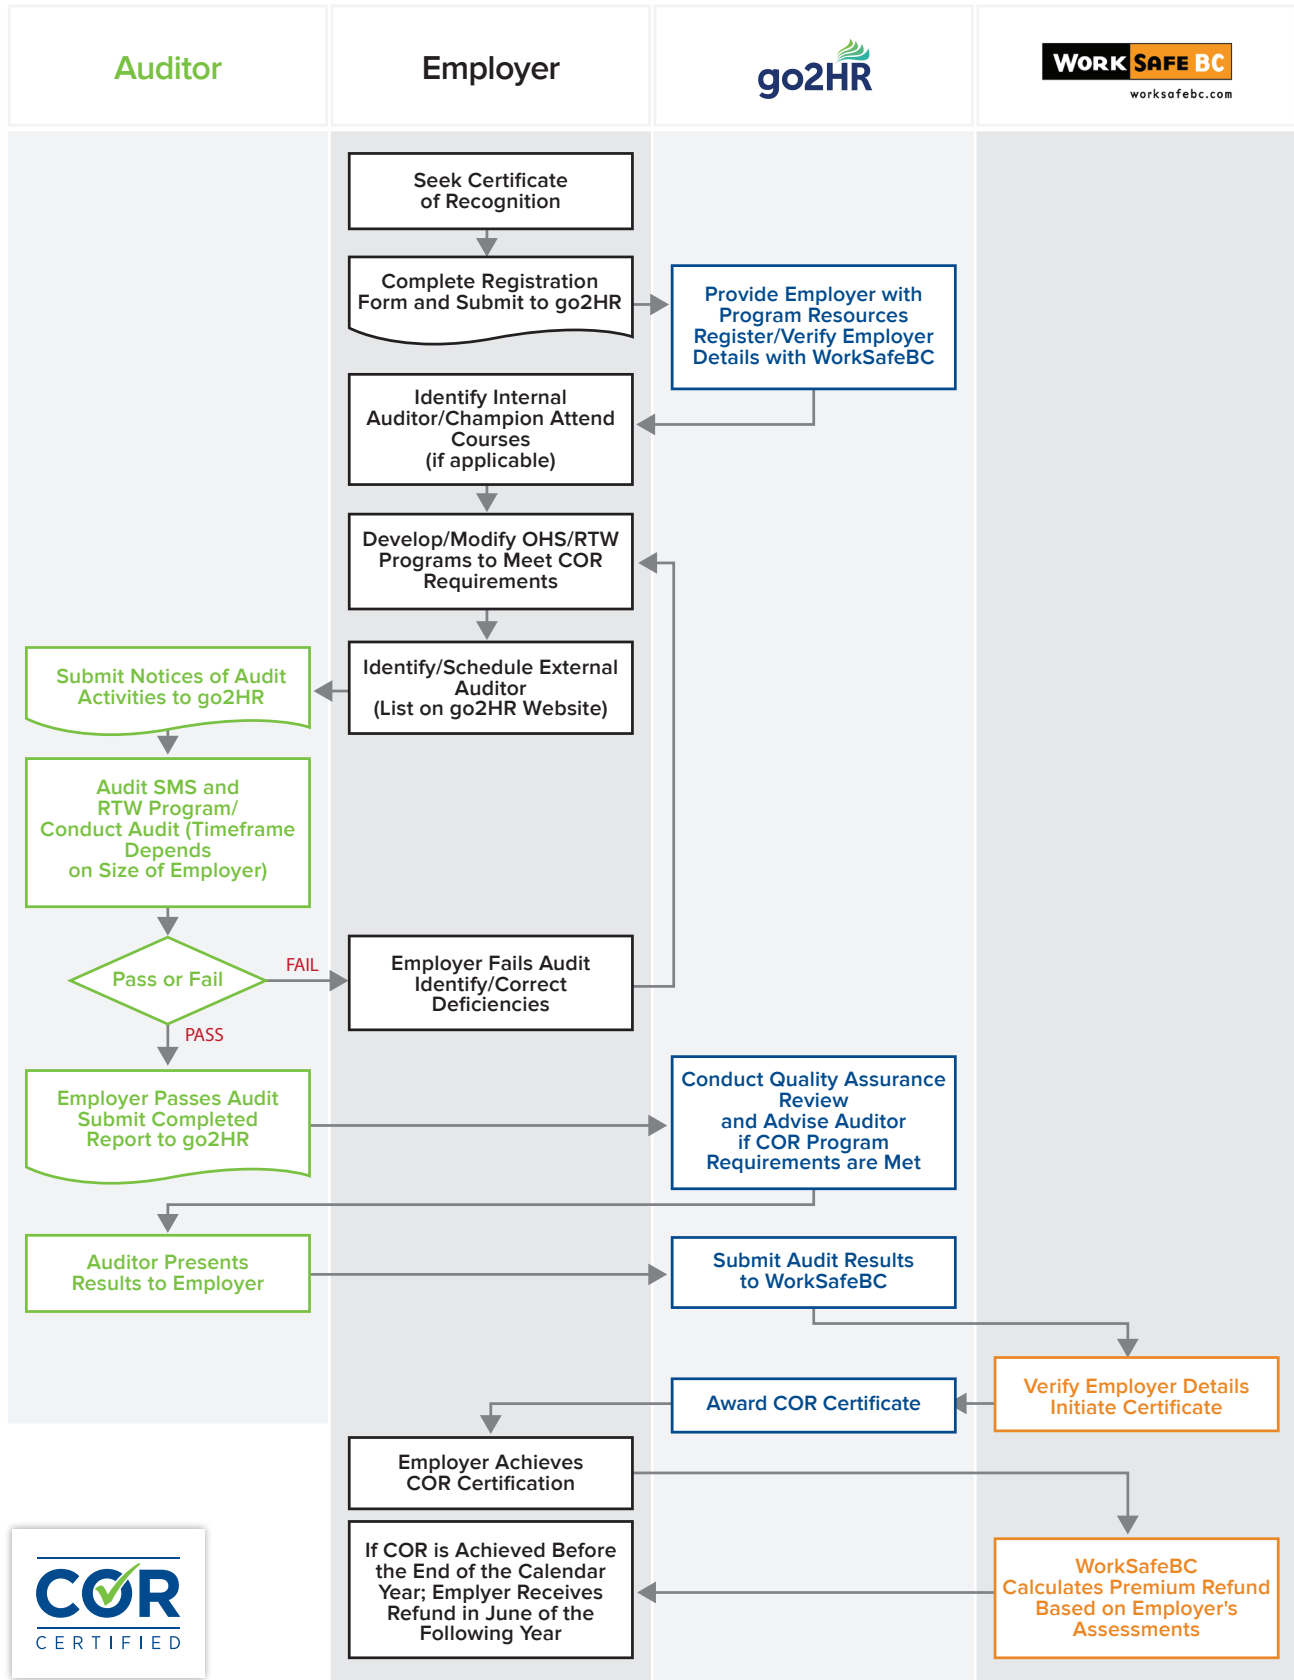 Auditor
Employer
go2HR
WORK SAFE BC
worksafebc.com
Seek Certificate
of Recognition
Complete Registration
Form and Submit to go2HR
Provide Employer with
Program Resources
Register/Verify Employer
Details with WorkSafeBC
Identify Internal
Auditor/Champion Attend
Courses
(if applicable)
Develop/Modify OHS/RTW
Programs to Meet COR
Requirements
Identify/Schedule External
Auditor
(List on go2HR Website)
Submit Notices of Audit
Activities to go2HR
Audit SMS and
RTW Program/
Conduct Audit (Timeframe
Depends
on Size of Employer)
Pass or Fail
FAIL
PASS
Employer Fails Audit
Identify/Correct
Deficiencies
Employer Passes Audit
Submit Completed
Report to go2HR
Conduct Quality Assurance
Review
and Advise Auditor
if COR Program
Requirements are Met
Auditor Presents
Results to Employer
Submit Audit Results
to WorkSafeBC
Verify Employer Details
Initiate Certificate
Award COR Certificate
Employer Achieves
COR Certification
WorkSafeBC
Calculates Premium Refund
Based on Employer's
Assessments
If COR is Achieved Before
the End of the Calendar
Year; Emplyer Receives
Refund in June of the
Following Year
COR
CERTIFIED